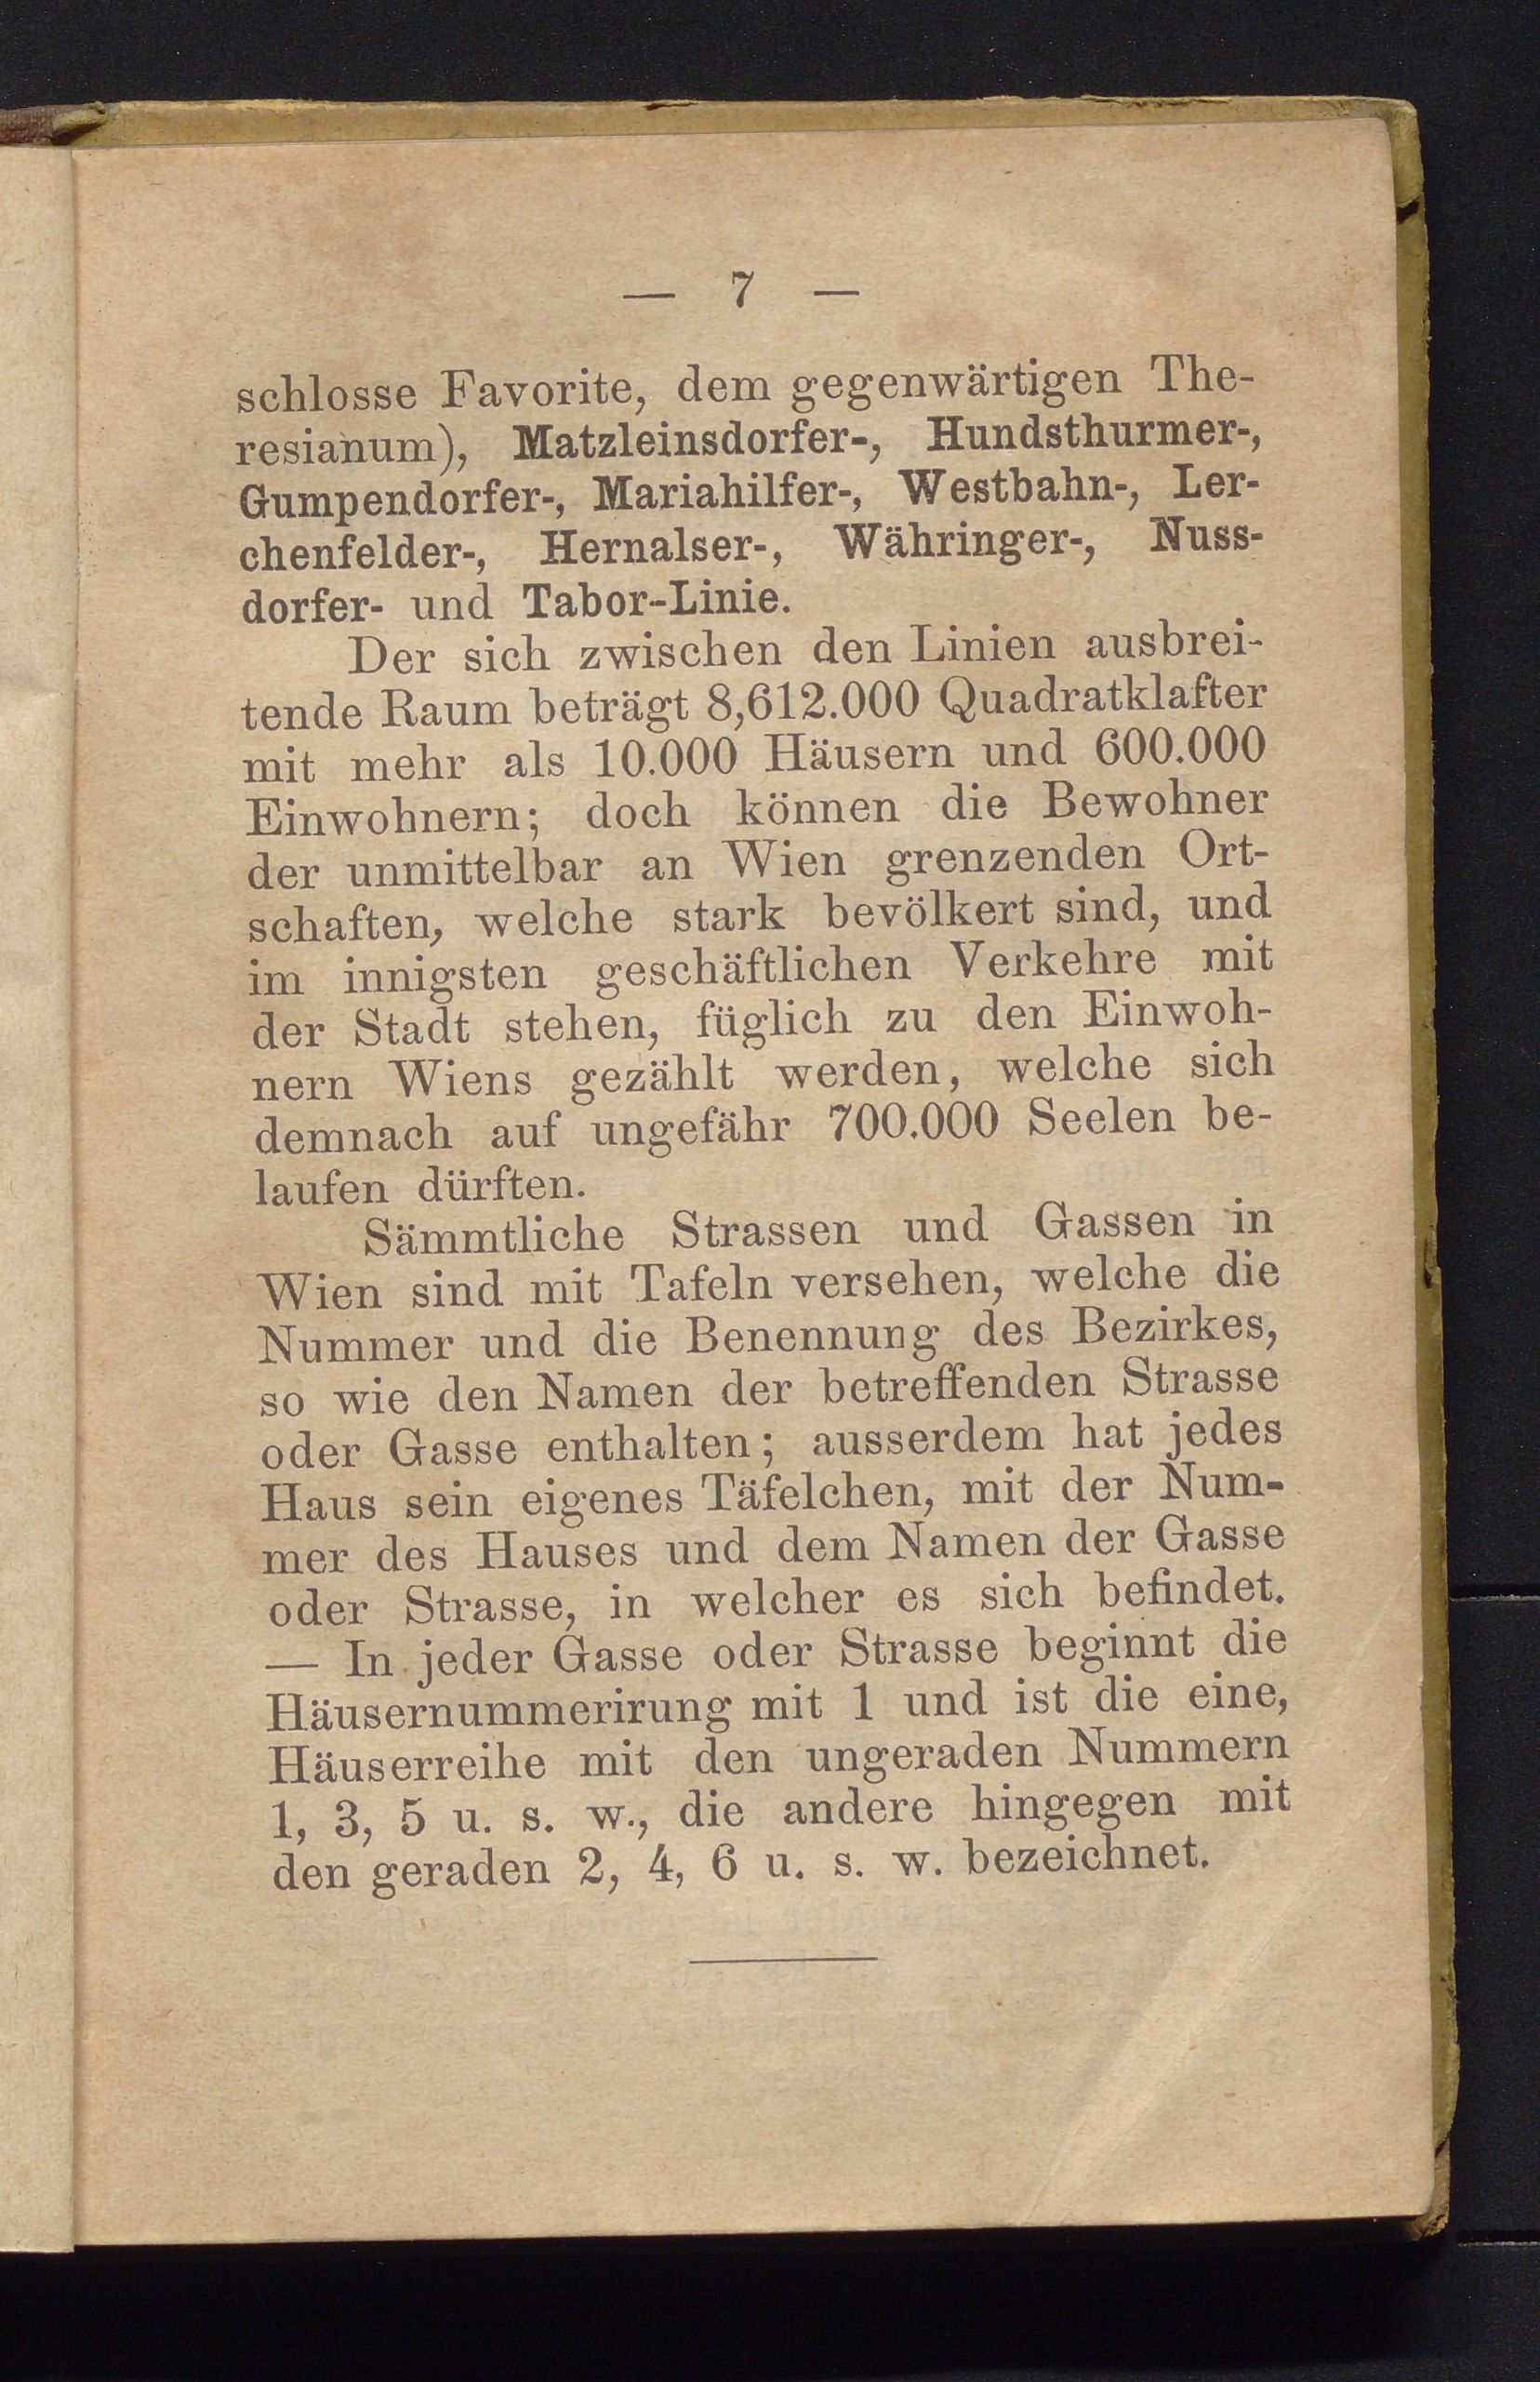 — 7 —
schlosse Favorite, dem gegenwärtigen The-
resianum), Matzleinsdorfer-, Hundsthurmer-,
Gumpendorfer-, Mariahilfer-, Westbahn-, Ler-
chenfelder-, Hernalser-, Währinger-, Nuss-
dorfer- und Tabor-Linie.
Der sich zwischen den Linien ausbrei-
tende Raum beträgt 8,612.000 Quadratklafter
mit mehr als 10.000 Häusern und 600.000
Einwohnern; doch können die Bewohner
der unmittelbar an Wien grenzenden Ort-
schaften, welche stark bevölkert sind, und
im innigsten geschäftlichen Verkehre mit
der Stadt stehen, füglich zu den Einwoh-
nern Wiens gezählt werden, welche sich
demnach auf ungefähr 700.000 Seelen be-
laufen dürften.
Sämmtliche Strassen und Gassen in
Wien sind mit Tafeln versehen, welche die
Nummer und die Benennung des Bezirkes,
so wie den Namen der betreffenden Strasse
oder Gasse enthalten; ausserdem hat jedes
Haus sein eigenes Täfelchen, mit der Num-
mer des Hauses und dem Namen der Gasse
oder Strasse, in welcher es sich befindet.
— In jeder Gasse oder Strasse beginnt die
Häusernummerirung mit 1 und ist die eine,
Häuserreihe mit den ungeraden Nummern
1, 3, 5 u. s. w., die andere hingegen mit
den geraden 2, 4, 6 u. s. w. bezeichnet.